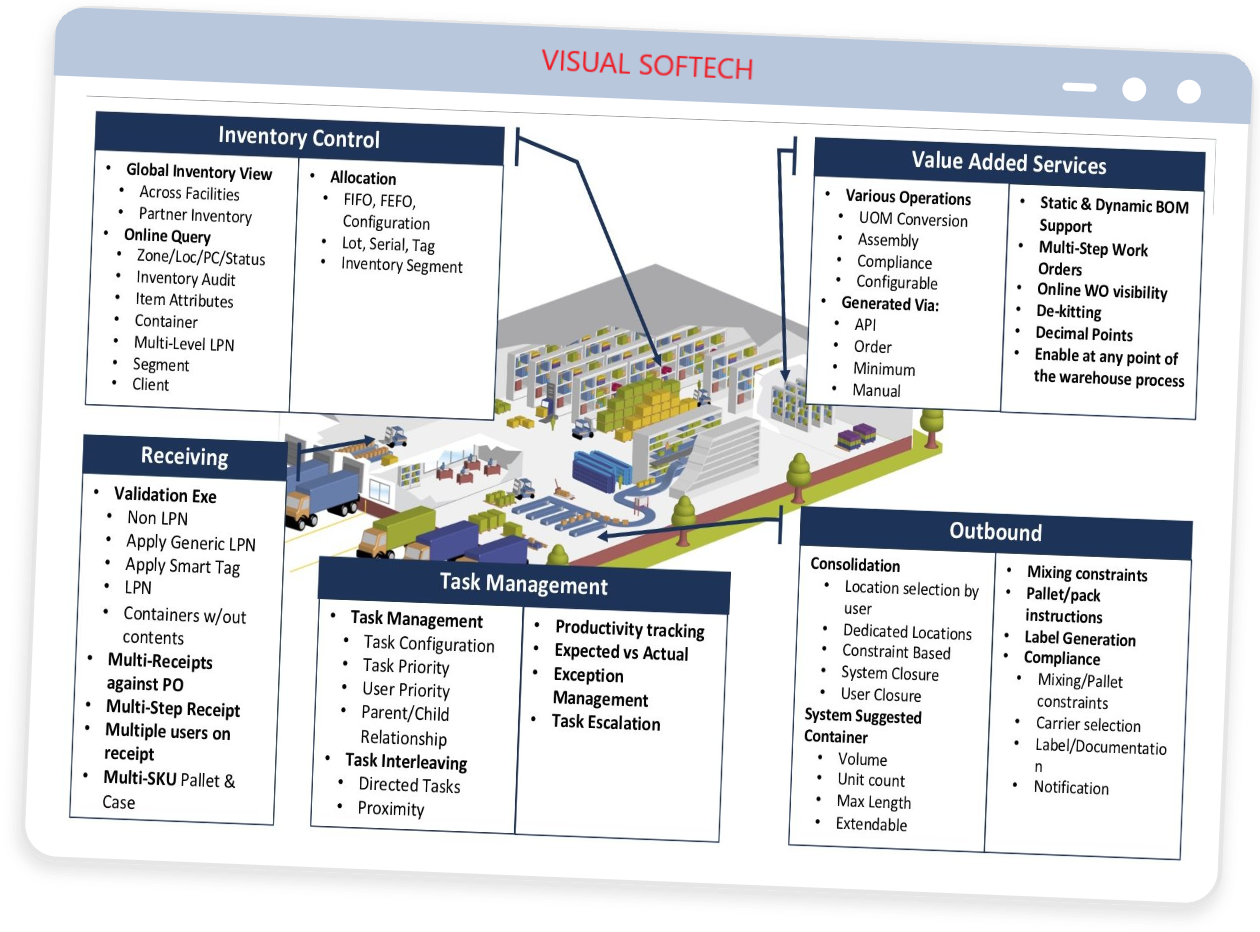 VISUAL SOFTECH
Inventory Control
• Global Inventory View
• Across Facilities
• Partner Inventory
• Online Query
• Zone/Loc/PC/Status
• Inventory Audit
• Item Attributes
• Container
• Multi-Level LPN
• Segment
• Client
• Allocation
• FIFO, FEFO,
Configuration
• Lot, Serial, Tag
• Inventory Segment
Value Added Services
• Various Operations
• UOM Conversion
• Assembly
• Compliance
• Configurable
• Generated Via:
• API
• Order
• Minimum
• Manual
• Static & Dynamic BOM
Support
• Multi-Step Work
Orders
• Online WO visibility
• De-kitting
• Decimal Points
• Enable at any point of
the warehouse process
Receiving
• Validation Exe
• Non LPN
• Apply Generic LPN
• Apply Smart Tag
• LPN
• Containers w/out
contents
• Multi-Receipts
against PO
• Multi-Step Receipt
• Multiple users on
receipt
• Multi-SKU Pallet &
Case
Task Management
• Task Management
• Task Configuration
• Task Priority
• User Priority
• Parent/Child
Relationship
• Task Interleaving
• Directed Tasks
• Proximity
• Productivity tracking
• Expected vs Actual
• Exception
Management
• Task Escalation
Outbound
Consolidation
• Location selection by
user
• Dedicated Locations
• Constraint Based
• System Closure
• User Closure
System Suggested
Container
• Volume
• Unit count
• Max Length
• Extendable
• Mixing constraints
• Pallet/pack
instructions
• Label Generation
• Compliance
• Mixing/Pallet
constraints
• Carrier selection
• Label/Documentatio
n
• Notification